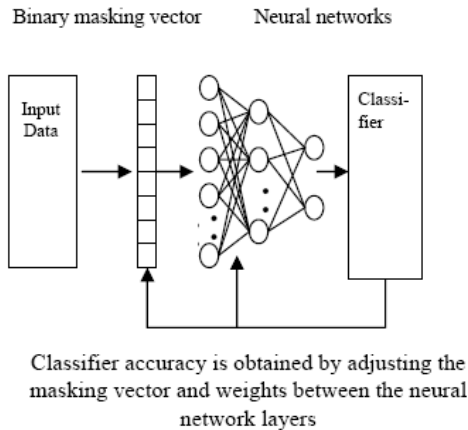 Binary masking vector
Neural networks
Input
Data
Classi-
fier
Classifier accuracy is obtained by adjusting the
masking vector and weights between the neural
network layers